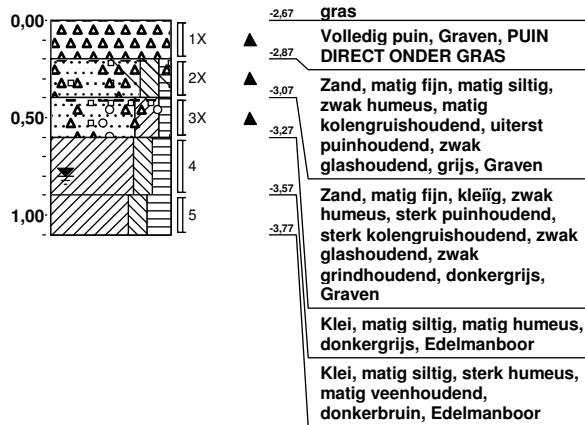 0,00
0,50
1,00
1X
2X
3X
4
5
-2,67
gras
Volledig puin, Graven, PUIN
DIRECT ONDER GRAS
-2,87
Zand, matig fijn, matig siltig,
zwak humeus, matig
kolengruishoudend, uiterst
puinhoudend, zwak
glashoudend, grijs, Graven
-3,07
Zand, matig fijn, kleiïg, zwak
humeus, sterk puinhoudend,
sterk kolengruishoudend, zwak
glashoudend, zwak
grindhoudend, donkergrijs,
Graven
-3,27
Klei, matig siltig, matig humeus,
donkergrijs, Edelmanboor
-3,57
Klei, matig siltig, sterk humeus,
matig veenhoudend,
donkerbruin, Edelmanboor
-3,77